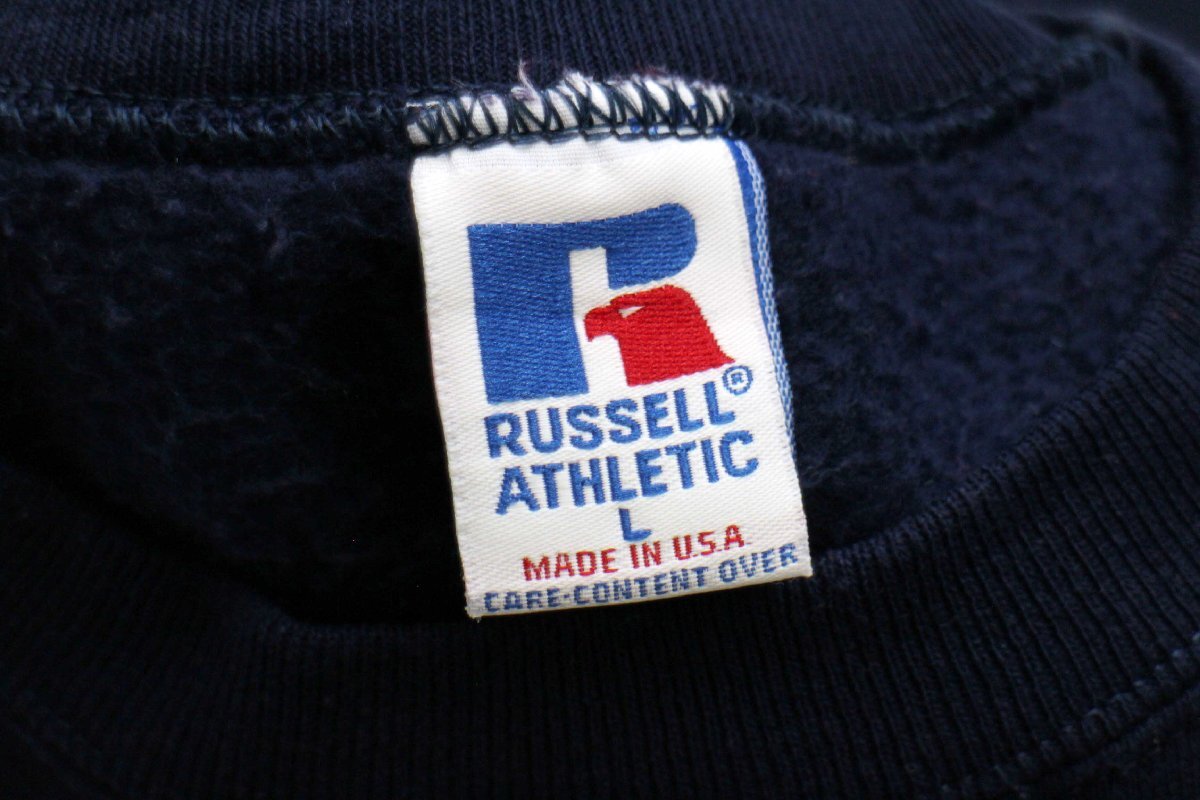 RUSSELL®
ATHLETIC
L
MADE IN U.S.A.
CARE-CONTENT OVER